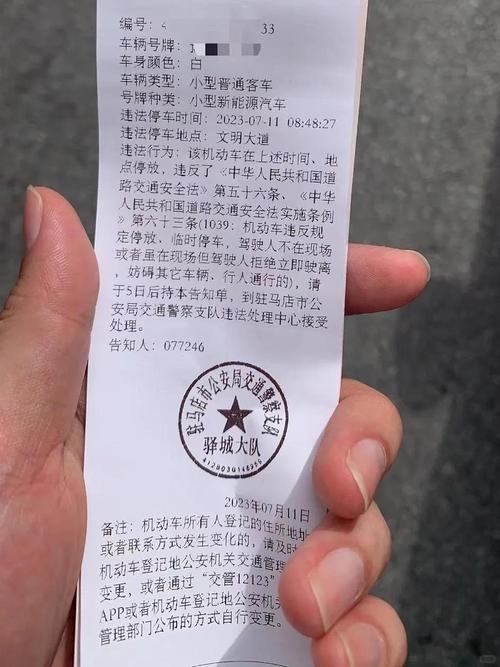 编号: 4 33
车辆号牌:
车身颜色: 白
车辆类型: 小型普通客车
号牌种类: 小型新能源汽车
违法停车时间: 2023-07-11 08:48:27
违法停车地点: 文明大道
违法行为: 该机动车在上述时间、地
点停放, 违反了《中华人民共和国道
路交通安全法》第五十六条、《中华
人民共和国道路交通安全法实施条例
》第六十三条(1039: 机动车违反规
定停放、临时停车, 驾驶人不在现场
或者虽在现场但驾驶人拒绝立即驶离
, 妨碍其它车辆、行人通行的), 请
于5日后持本告知单, 到驻马店市公
安局交通警察支队违法处理中心接受
处理。
告知人: 077246
驻马店市公安局交通警察支队
驿城大队
2023年07月11日
备注: 机动车所有人登记的住所地址
或者联系方式发生变化的, 请及时
机动车登记地公安机关交通管理
变更, 或者通过“交管12123”
APP或者机动车登记地公安机关
管理部门公布的方式自行变更。